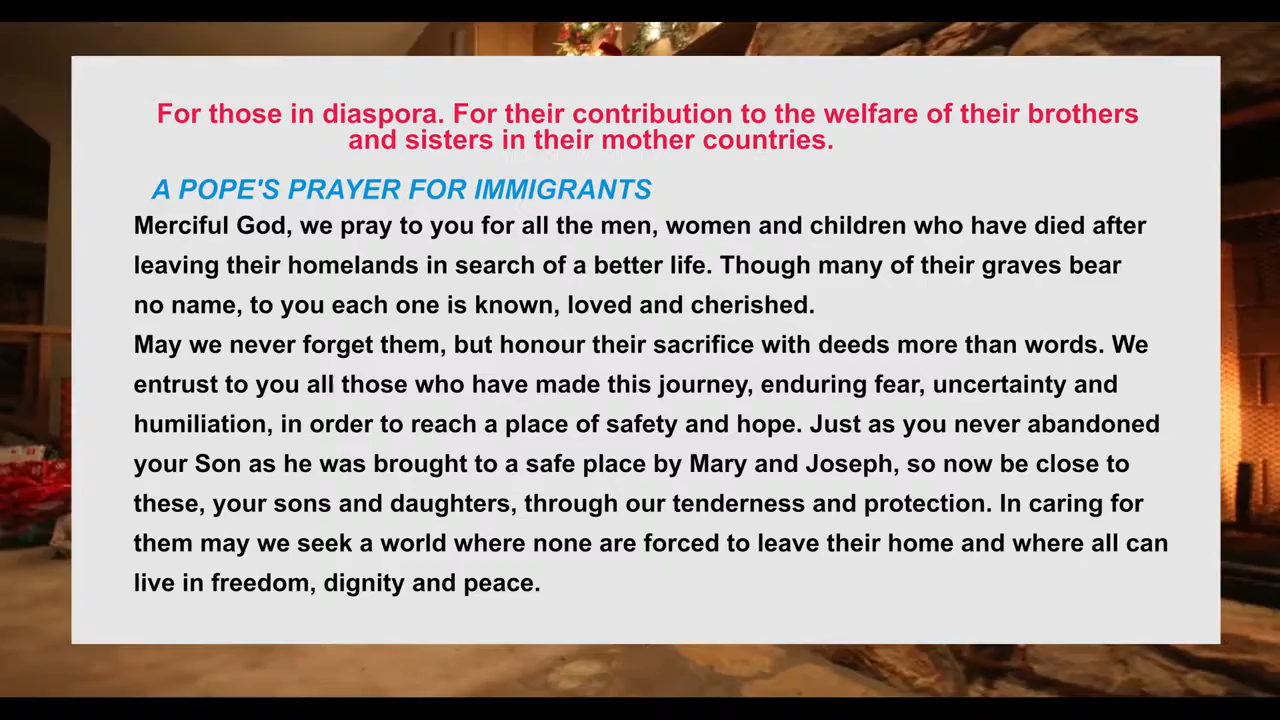 For those in diaspora. For their contribution to the welfare of their brothers
and sisters in their mother countries.
A POPE'S PRAYER FOR IMMIGRANTS
Merciful God, we pray to you for all the men, women and children who have died after
leaving their homelands in search of a better life. Though many of their graves bear
no name, to you each one is known, loved and cherished.
May we never forget them, but honour their sacrifice with deeds more than words. We
entrust to you all those who have made this journey, enduring fear, uncertainty and
humiliation, in order to reach a place of safety and hope. Just as you never abandoned
your Son as he was brought to a safe place by Mary and Joseph, so now be close to
these, your sons and daughters, through our tenderness and protection. In caring for
them may we seek a world where none are forced to leave their home and where all can
live in freedom, dignity and peace.